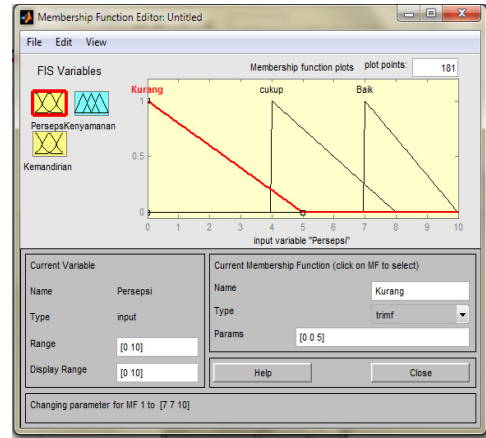 Membership Function Editor: Untitled
File Edit View
FIS Variables
Membership function plots plot points: 181
Kurang cukup Baik
PersepsKenyamanan
Kemandirian
1
0.5
0
0 1 2 3 4 5 6 7 8 9 10
input variable "Persepsi"
Current Variable
Name Persepsi
Type input
Range [0 10]
Display Range [0 10]
Current Membership Function (click on MF to select)
Name Kurang
Type trimf
Params [0 0 5]
Help Close
Changing parameter for MF 1 to [7 7 10]